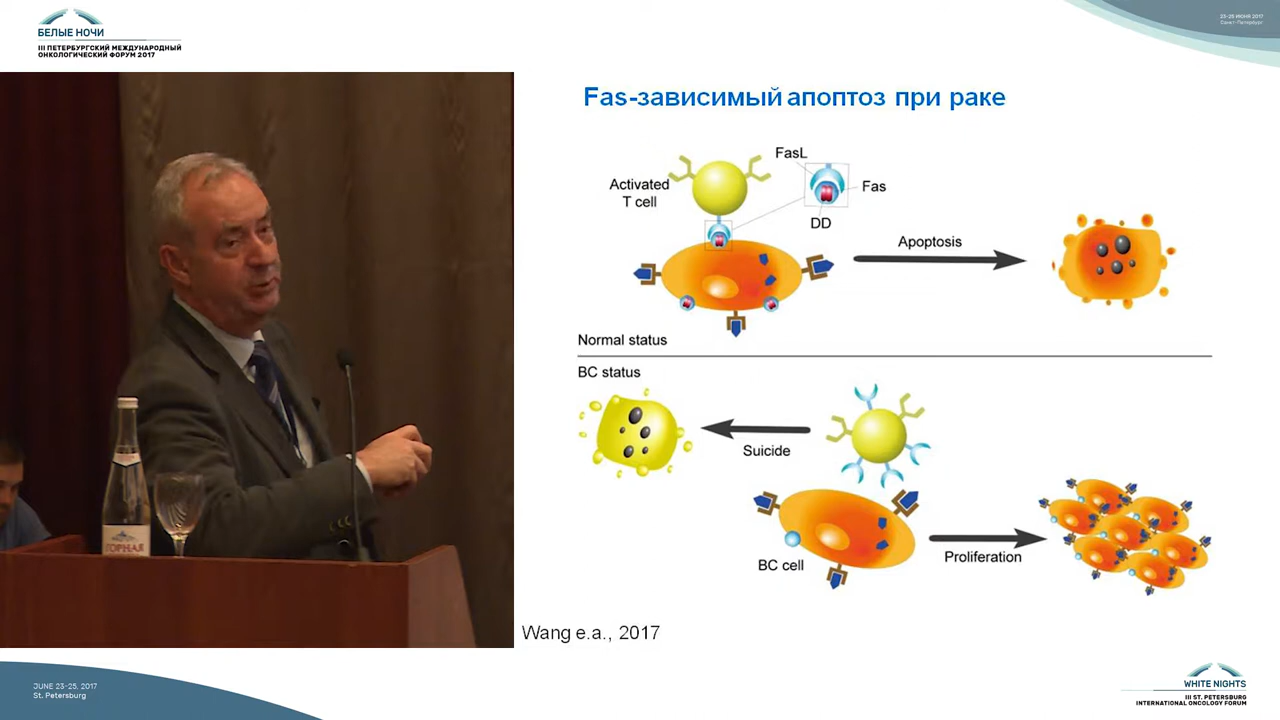 БЕЛЫЕ НОЧИ
III ПЕТЕРБУРГСКИЙ МЕЖДУНАРОДНЫЙ
ОНКОЛОГИЧЕСКИЙ ФОРУМ 2017
23-25 ИЮНЯ 2017
Санкт-Петербург
Fas-зависимый апоптоз при раке
FasL
Activated
T cell
Fas
DD
Apoptosis
Normal status
BC status
Suicide
BC cell
Proliferation
ГОРНАЯ
Wang e.a., 2017
JUNE 23-25, 2017
St. Petersburg
WHITE NIGHTS
III ST. PETERSBURG
INTERNATIONAL ONCOLOGY FORUM